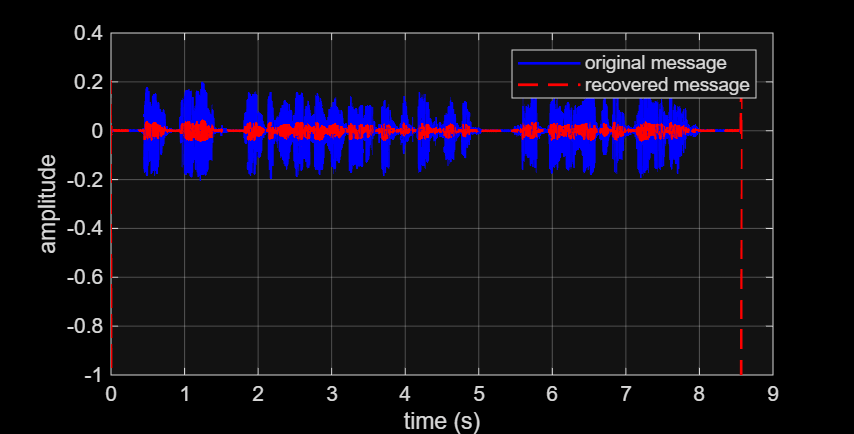 0.4
0.2
0
-0.2
-0.4
-0.6
-0.8
-1
amplitude
original message
recovered message
0 1 2 3 4 5 6 7 8 9
time (s)